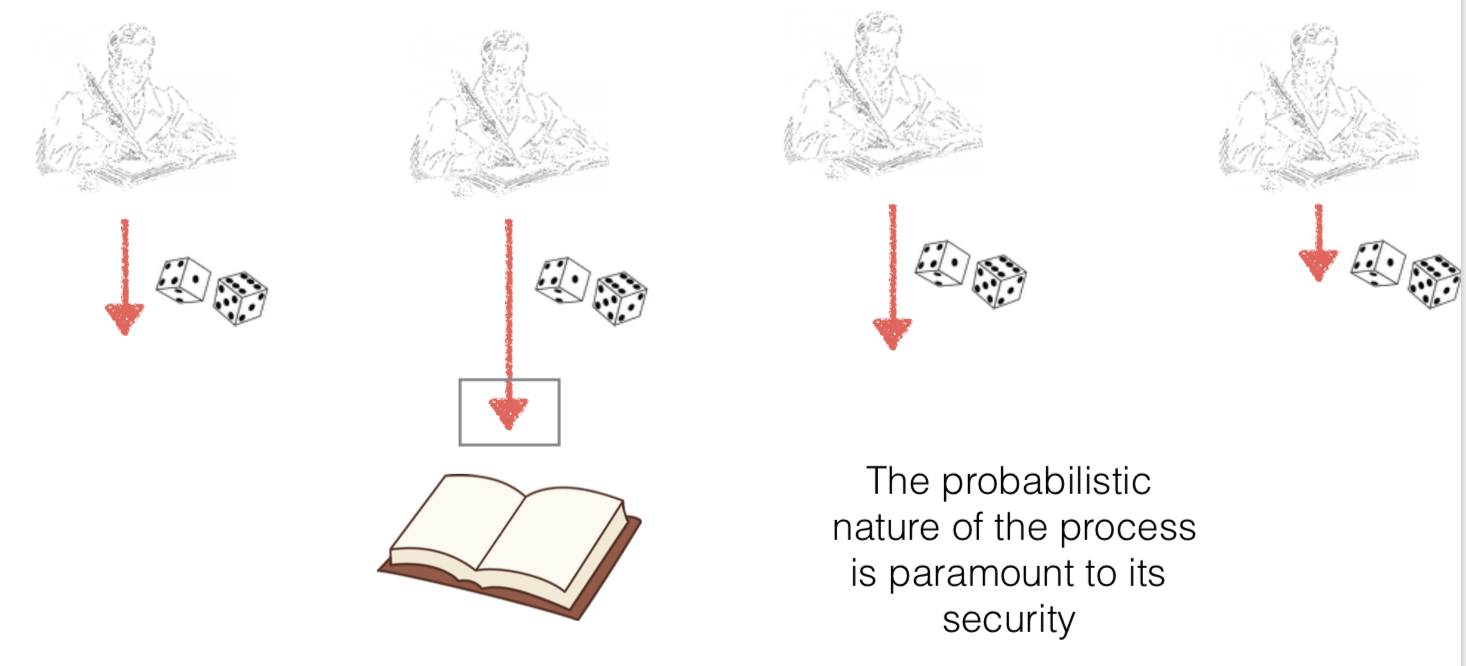 The probabilistic
nature of the process
is paramount to its
security